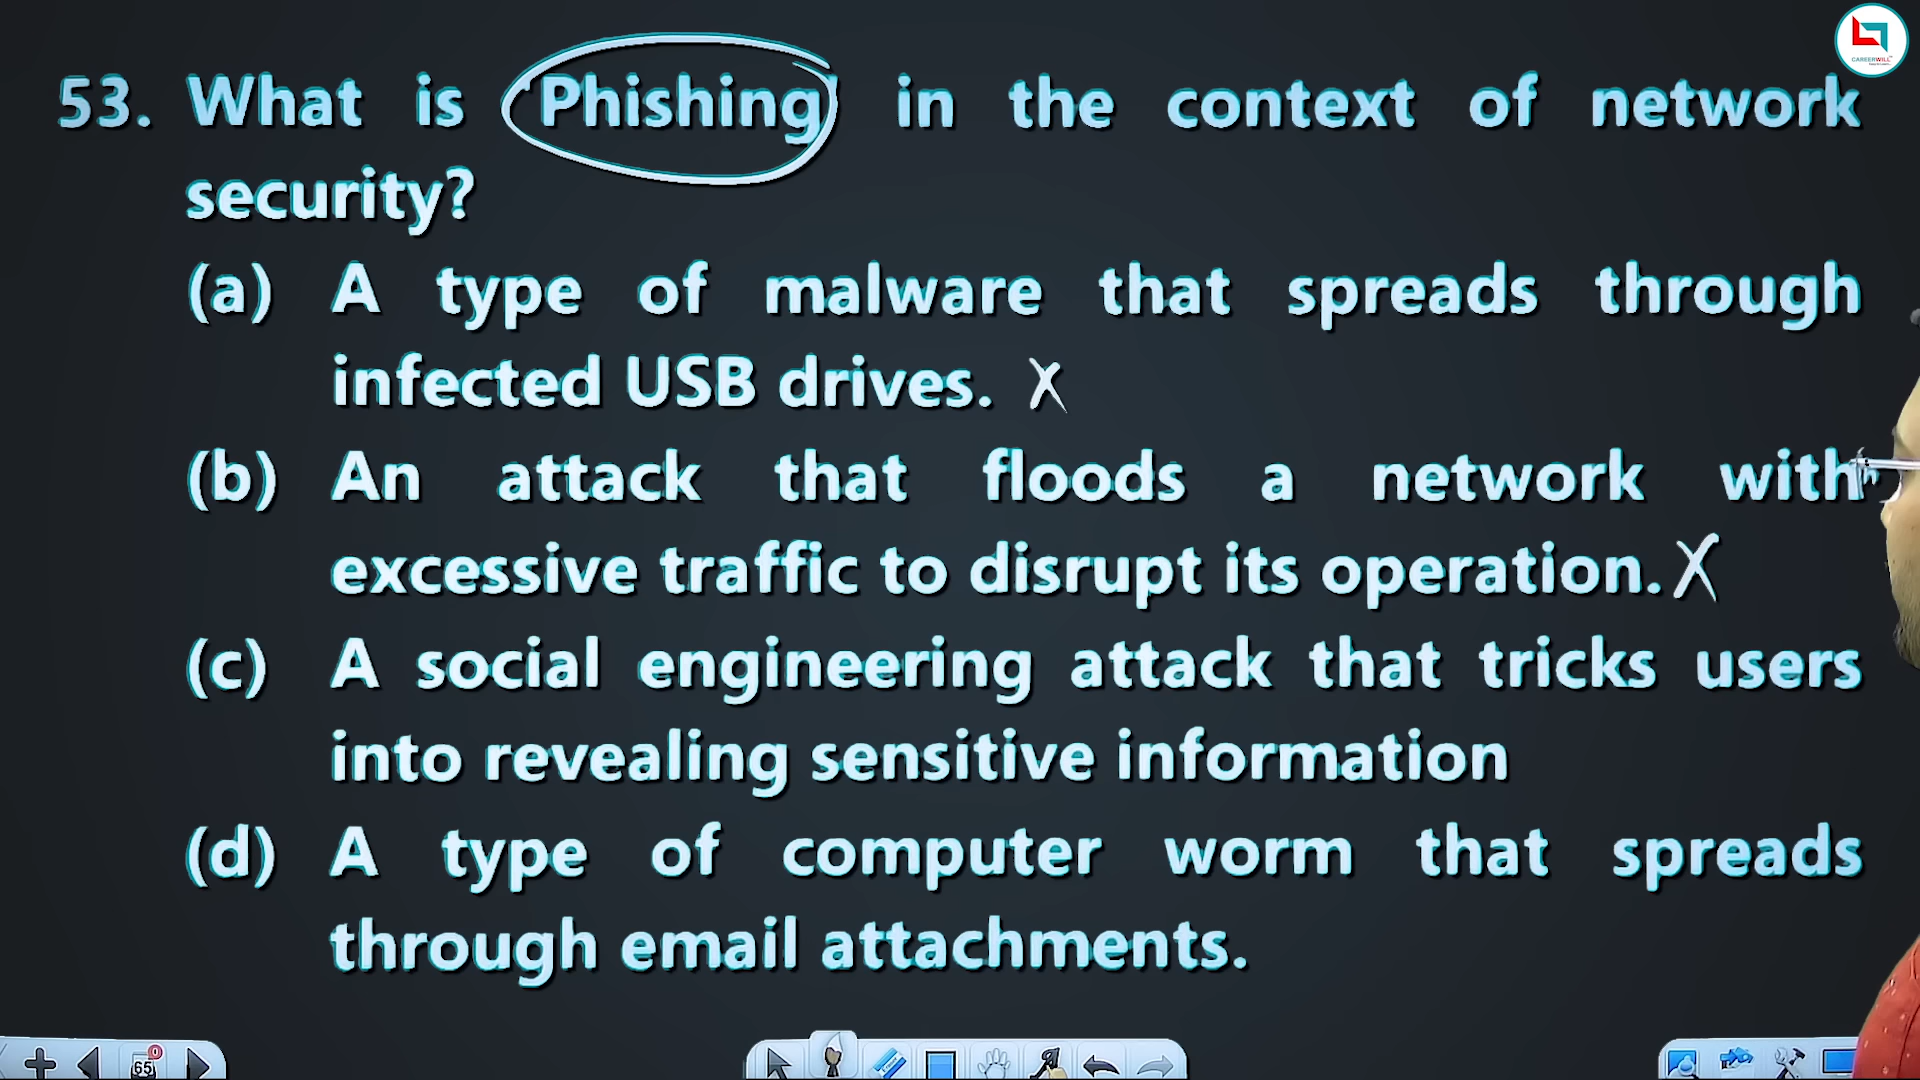 CAREERWILL
53. What is Phishing in the context of network
security?
(a) A type of malware that spreads through
infected USB drives. X
(b) An attack that floods a network with
excessive traffic to disrupt its operation. X
(c) A social engineering attack that tricks users
into revealing sensitive information
(d) A type of computer worm that spreads
through email attachments.
65